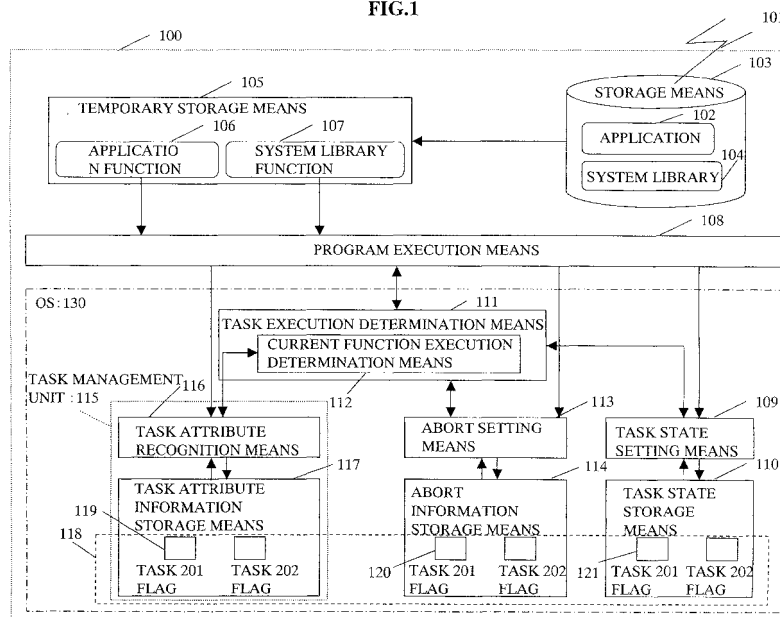 FIG.1
100
101
103
105
STORAGE MEANS
TEMPORARY STORAGE MEANS
106
107
102
APPLICATIO
N FUNCTION
SYSTEM LIBRARY
FUNCTION
APPLICATION
104
SYSTEM LIBRARY
108
PROGRAM EXECUTION MEANS
OS:130
111
TASK EXECUTION DETERMINATION MEANS
CURRENT FUNCTION EXECUTION
DETERMINATION MEANS
TASK MANAGEMENT
UNIT:115
116
112
113
109
TASK ATTRIBUTE
RECOGNITION MEANS
ABORT SETTING
MEANS
TASK STATE
SETTING MEANS
117
114
110
TASK ATTRIBUTE
INFORMATION
STORAGE MEANS
ABORT
INFORMATION
STORAGE MEANS
TASK STATE
STORAGE
MEANS
119
118
120
121
TASK 201
FLAG
TASK 202
FLAG
TASK 201
FLAG
TASK 202
FLAG
TASK 201
FLAG
TASK 202
FLAG